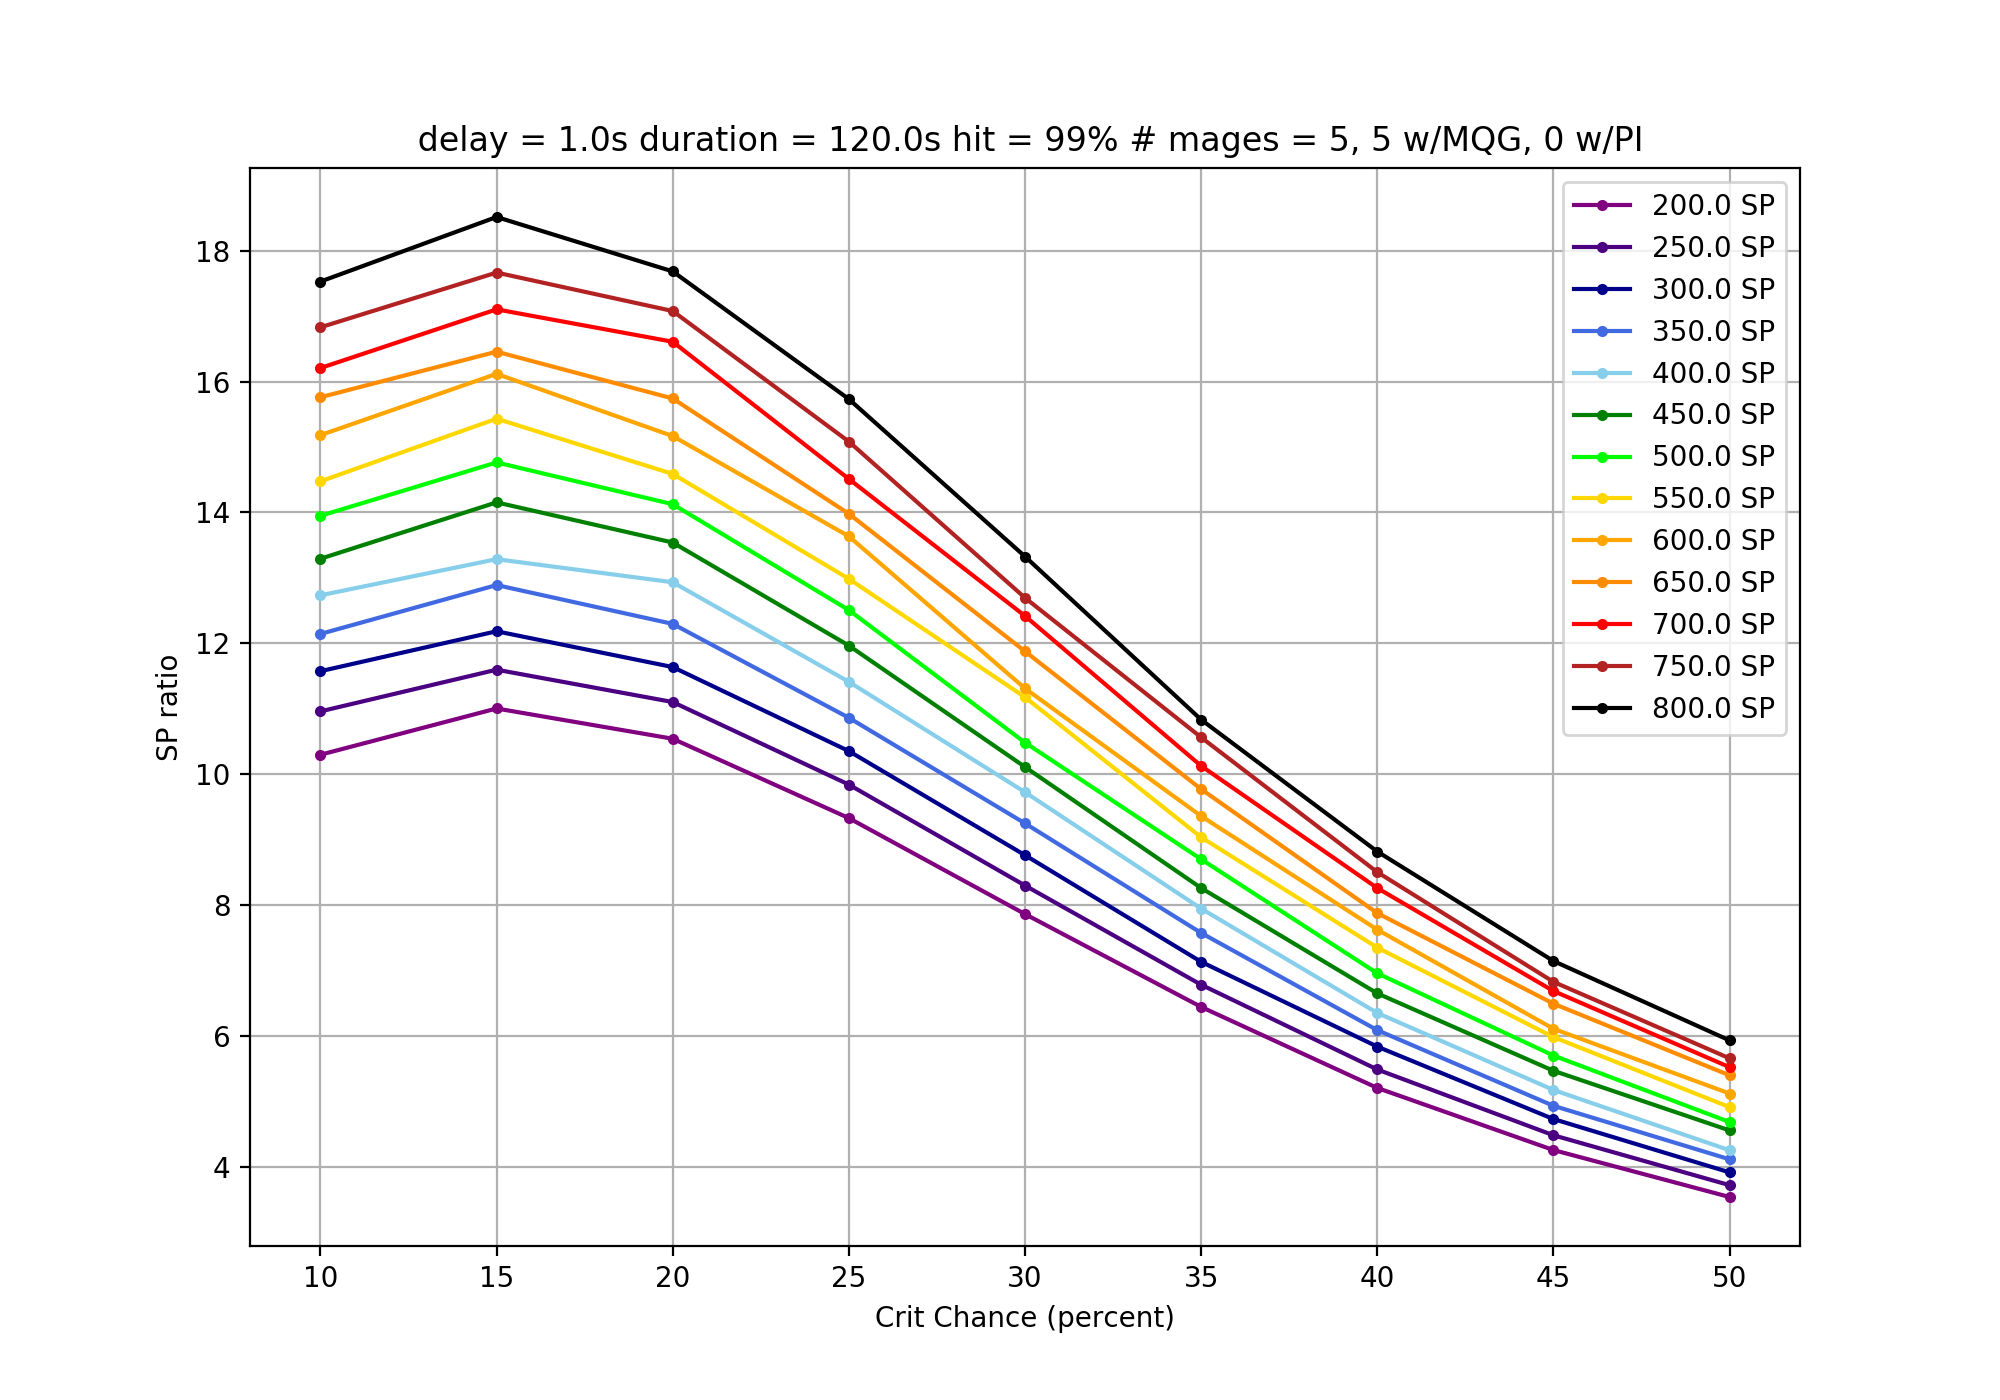 delay = 1.0s duration = 120.0s hit = 99% # mages = 5, 5 w/MQG, 0 w/PI
200.0 SP
250.0 SP
300.0 SP
350.0 SP
400.0 SP
450.0 SP
500.0 SP
550.0 SP
600.0 SP
650.0 SP
700.0 SP
750.0 SP
800.0 SP
SP ratio
18
16
14
12
10
8
6
4
10 15 20 25 30 35 40 45 50
Crit Chance (percent)